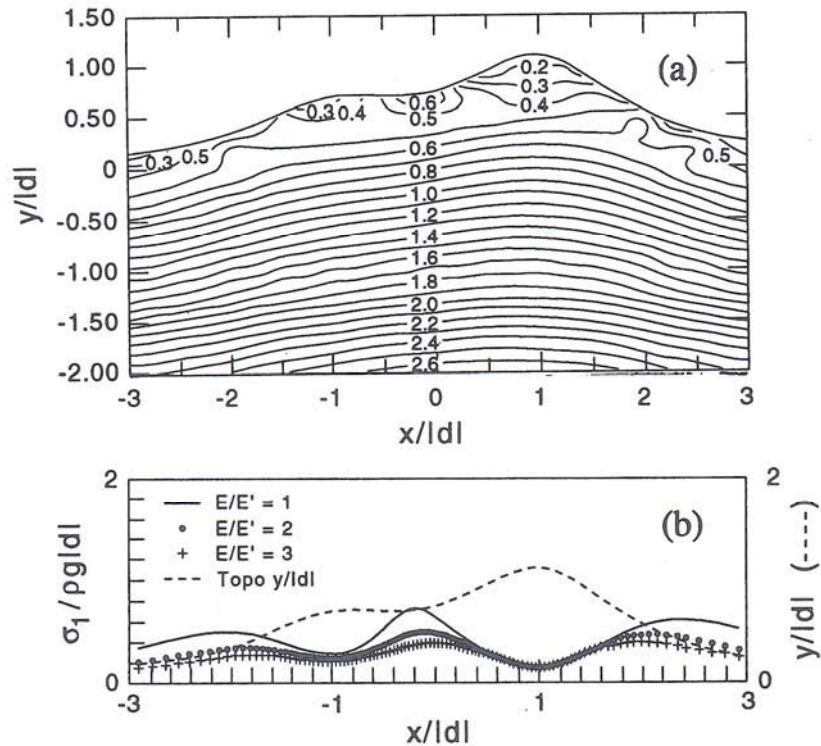 1.50
1.00
0.50
0
-0.50
-1.00
-1.50
-2.00
y/|d|
(a)
0.2
0.3
0.4
0.6
0.5
0.3 0.4
0.3 0.5
0.5
0.6
0.8
1.0
1.2
1.4
1.6
1.8
2.0
2.2
2.4
2.6
-3 -2 -1 0 1 2 3
x/|d|
2
0
σ1/ρg|d|
E/E' = 1
E/E' = 2
E/E' = 3
Topo y/|d|
(b)
2
0
y/|d| (----)
-3 -1 1 3
x/|d|